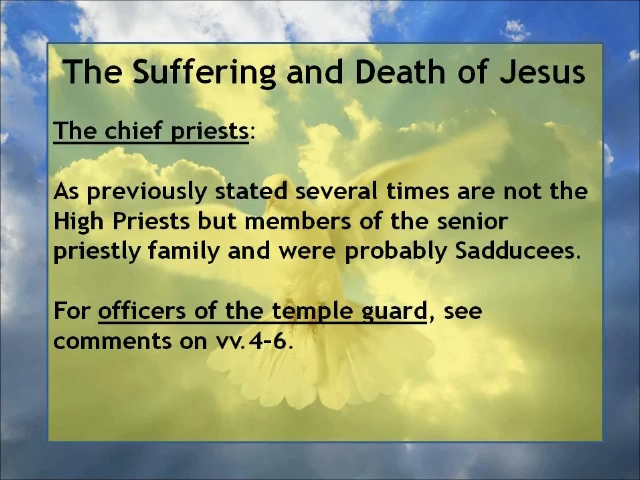 The Suffering and Death of Jesus
The chief priests:
As previously stated several times are not the
High Priests but members of the senior
priestly family and were probably Sadducees.
For officers of the temple guard, see
comments on vv.4-6.